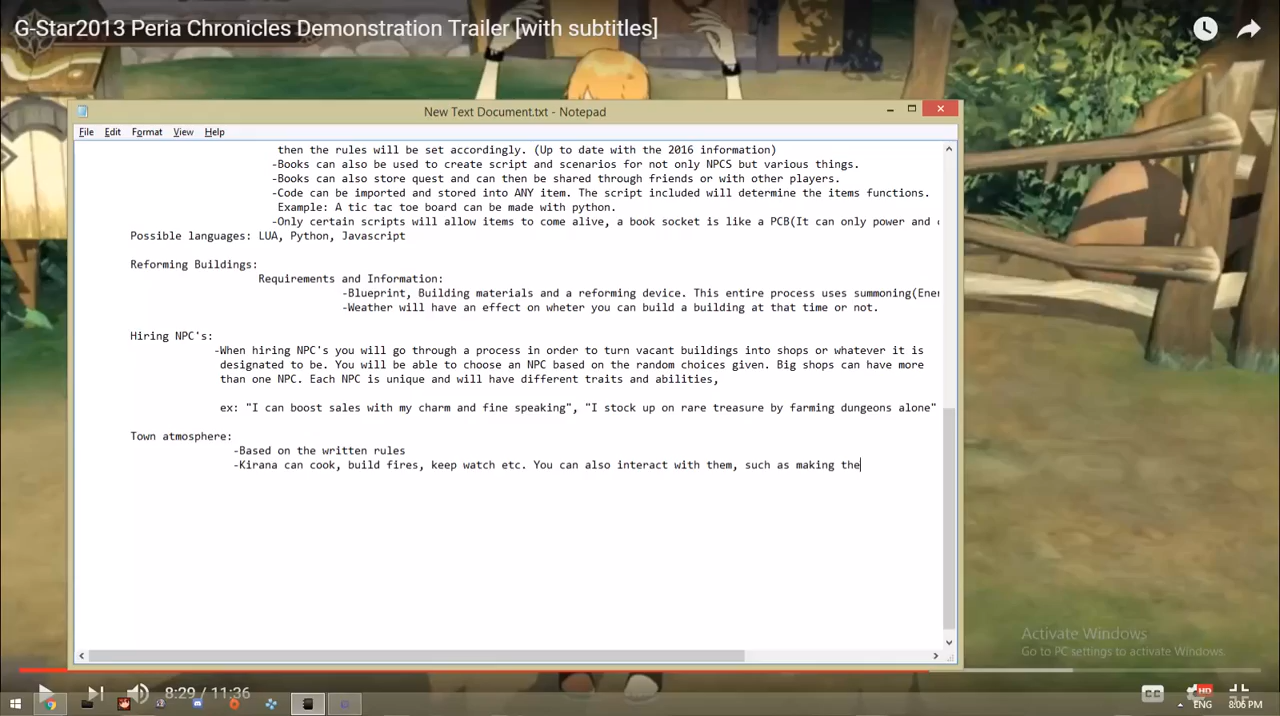 G-Star2013 Peria Chronicles Demonstration Trailer [with subtitles]
New Text Document.txt - Notepad
File Edit Format View Help
then the rules will be set accordingly. (Up to date with the 2016 information)
-Books can also be used to create script and scenarios for not only NPCS but various things.
-Books can also store quest and can then be shared through friends or with other players.
-Code can be imported and stored into ANY item. The script included will determine the items functions.
Example: A tic tac toe board can be made with python.
-Only certain scripts will allow items to come alive, a book socket is like a PCB(It can only power and
Possible languages: LUA, Python, Javascript
Reforming Buildings:
Requirements and Information:
-Blueprint, Building materials and a reforming device. This entire process uses summoning(Ener
-Weather will have an effect on wheter you can build a building at that time or not.
Hiring NPC's:
-When hiring NPC's you will go through a process in order to turn vacant buildings into shops or whatever it is
designated to be. You will be able to choose an NPC based on the random choices given. Big shops can have more
than one NPC. Each NPC is unique and will have different traits and abilities,
ex: "I can boost sales with my charm and fine speaking", "I stock up on rare treasure by farming dungeons alone"
Town atmosphere:
-Based on the written rules
-Kirana can cook, build fires, keep watch etc. You can also interact with them, such as making the
Activate Windows
Go to PC settings to activate Windows.
8:29 / 11:36
CC
HD
ENG
8:06 PM